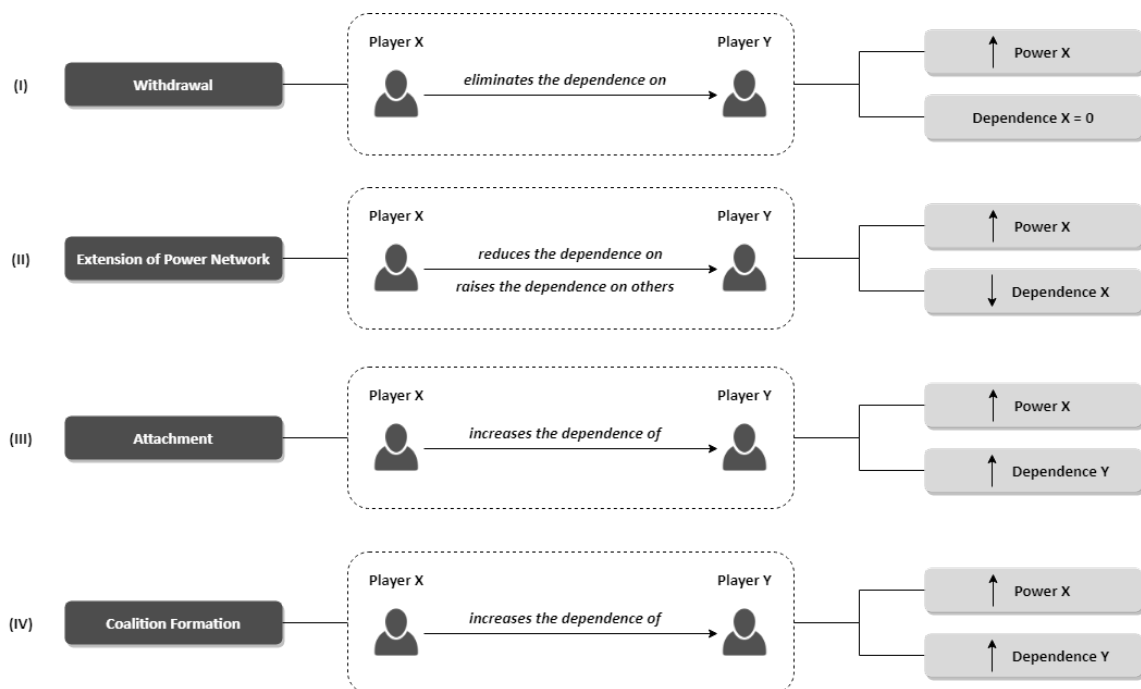 Player X
Player Y
(I)
Withdrawal
eliminates the dependence on
Power X
Dependence X = 0
Player X
Player Y
(II)
Extension of Power Network
reduces the dependence on
raises the dependence on others
Power X
Dependence X
Player X
Player Y
(III)
Attachment
increases the dependence of
Power X
Dependence Y
Player X
Player Y
(IV)
Coalition Formation
increases the dependence of
Power X
Dependence Y